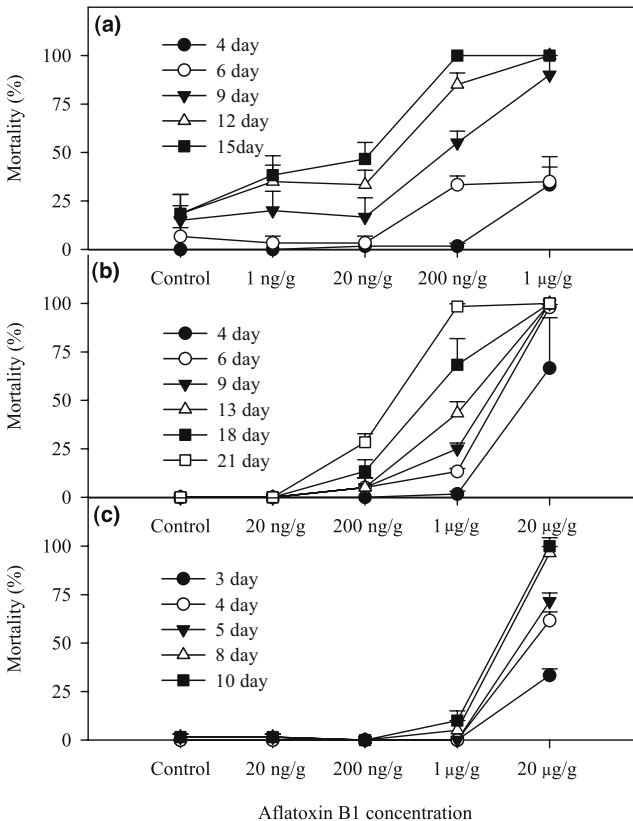 (a)
4 day
6 day
9 day
12 day
15day
Mortality (%)
100
75
50
25
0
Control 1 ng/g 20 ng/g 200 ng/g 1 µg/g
(b)
4 day
6 day
9 day
13 day
18 day
21 day
Mortality (%)
100
75
50
25
0
Control 20 ng/g 200 ng/g 1 µg/g 20 µg/g
(c)
3 day
4 day
5 day
8 day
10 day
Mortality (%)
100
75
50
25
0
Control 20 ng/g 200 ng/g 1 µg/g 20 µg/g
Aflatoxin B1 concentration